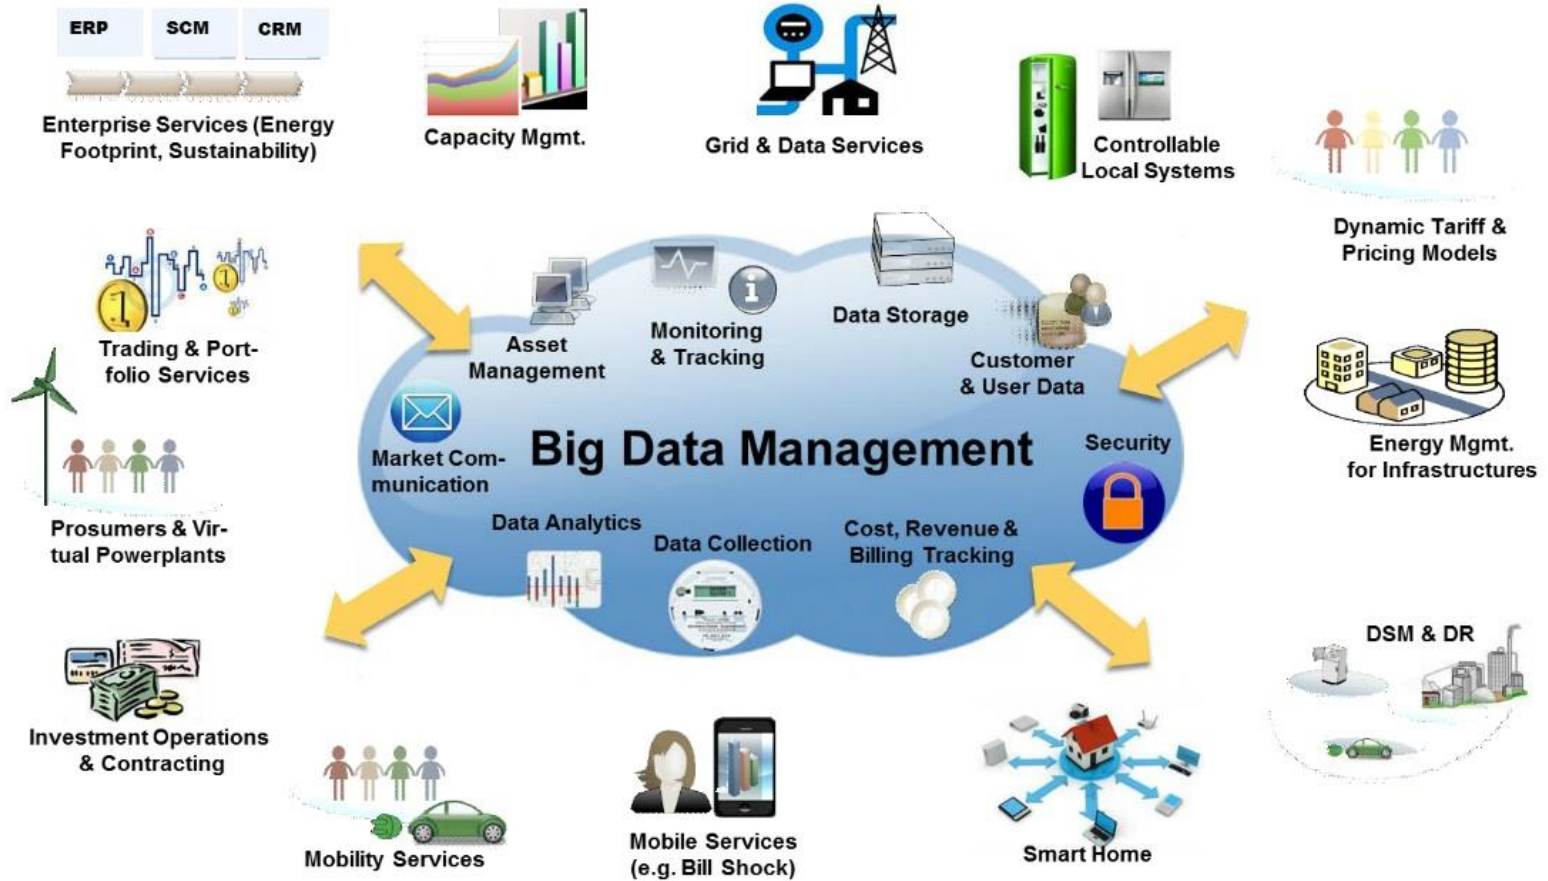 ERP
SCM
CRM
Enterprise Services (Energy
Footprint, Sustainability)
Capacity Mgmt.
Grid & Data Services
Controllable
Local Systems
Dynamic Tariff &
Pricing Models
Trading & Port-
folio Services
Asset
Management
Monitoring
& Tracking
Data Storage
Customer
& User Data
Market Com-
munication
Big Data Management
Security
Energy Mgmt.
for Infrastructures
Prosumers & Vir-
tual Powerplants
Data Analytics
Data Collection
Cost, Revenue &
Billing Tracking
Investment Operations
& Contracting
DSM & DR
Mobility Services
Mobile Services
(e.g. Bill Shock)
Smart Home